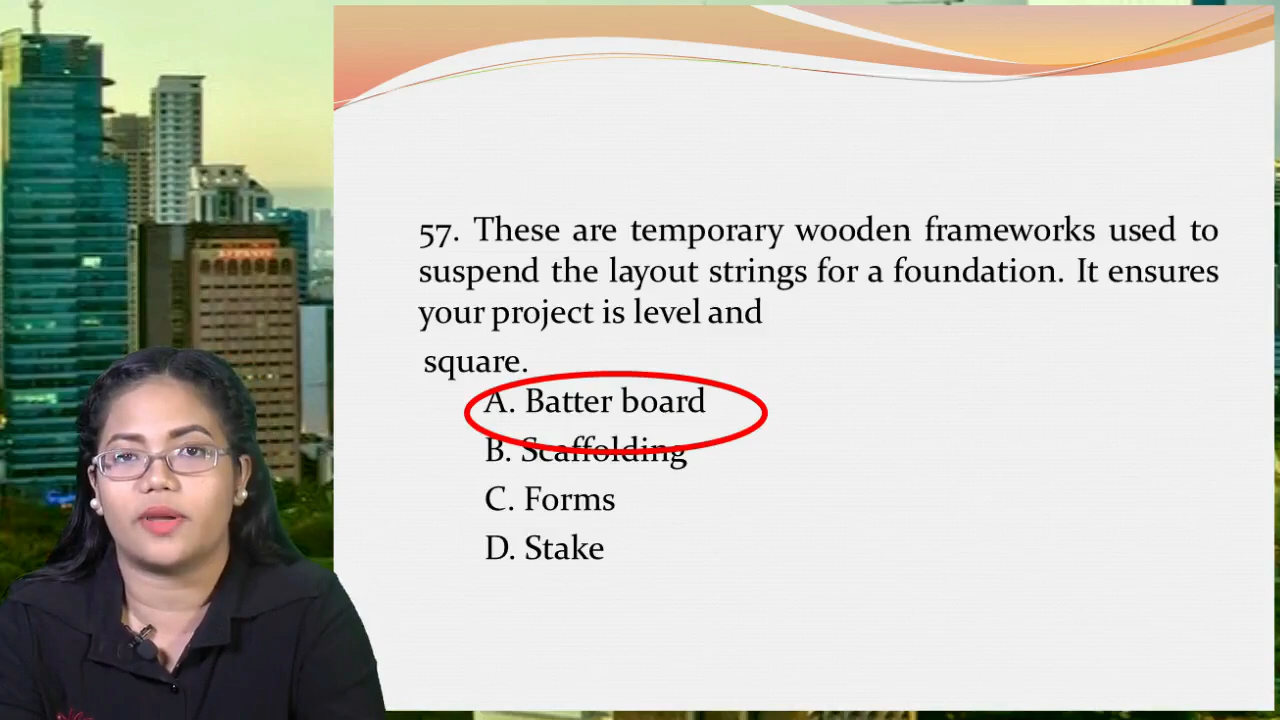 57. These are temporary wooden frameworks used to
suspend the layout strings for a foundation. It ensures
your project is level and
square.
A. Batter board
B. Scaffolding
C. Forms
D. Stake